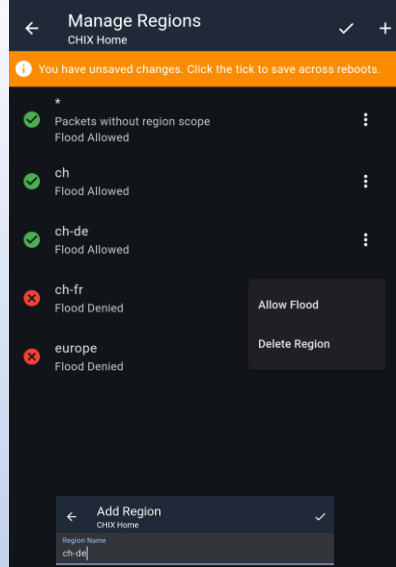 Manage Regions
CHIX Home
You have unsaved changes. Click the tick to save across reboots.
*
Packets without region scope
Flood Allowed
ch
Flood Allowed
ch-de
Flood Allowed
ch-fr
Flood Denied
Allow Flood
Delete Region
europe
Flood Denied
Add Region
CHIX Home
Region Name
ch-de